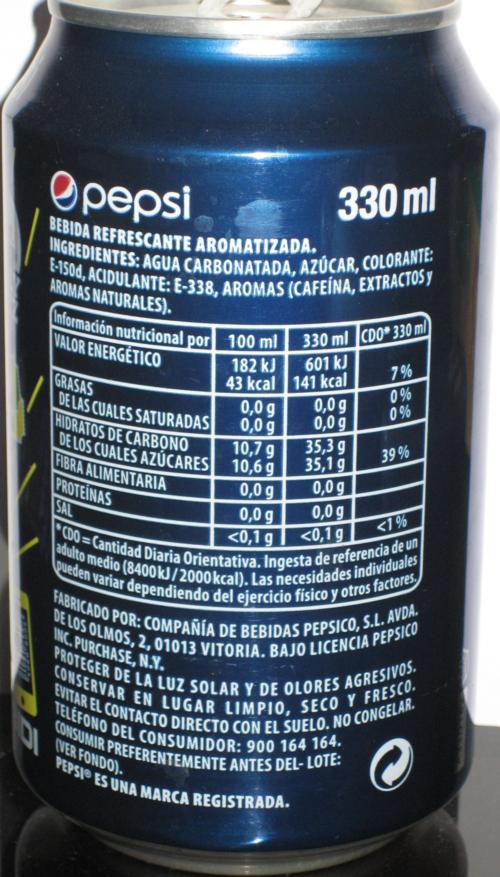 pepsi 330 ml
BEBIDA REFRESCANTE AROMATIZADA.
INGREDIENTES: AGUA CARBONATADA, AZÚCAR, COLORANTE:
E-150d, ACIDULANTE: E-338, AROMAS (CAFEÍNA, EXTRACTOS y
AROMAS NATURALES).
Información nutricional por 100 ml 330 ml CDO* 330 ml
VALOR ENERGÉTICO 182 kJ 601 kJ
43 kcal 141 kcal 7%
GRASAS 0,0 g 0,0 g 0%
DE LAS CUALES SATURADAS 0,0 g 0,0 g 0%
HIDRATOS DE CARBONO 10,7 g 35,3 g
DE LOS CUALES AZÚCARES 10,6 g 35,1 g 39%
FIBRA ALIMENTARIA 0,0 g 0,0 g
PROTEÍNAS 0,0 g 0,0 g
SAL <0,1 g <0,1 g <1%
*CDO = Cantidad Diaria Orientativa. Ingesta de referencia de un
adulto medio (8400kJ/2000kcal). Las necesidades individuales
pueden variar dependiendo del ejercicio físico y otros factores.
FABRICADO POR: COMPAÑÍA DE BEBIDAS PEPSICO, S.L. AVDA.
DE LOS OLMOS, 2, 01013 VITORIA. BAJO LICENCIA PEPSICO
INC. PURCHASE, N.Y.
PROTEGER DE LA LUZ SOLAR Y DE OLORES AGRESIVOS.
CONSERVAR EN LUGAR LIMPIO, SECO Y FRESCO.
EVITAR EL CONTACTO DIRECTO CON EL SUELO. NO CONGELAR.
TELÉFONO DEL CONSUMIDOR: 900 164 164.
CONSUMIR PREFERENTEMENTE ANTES DEL- LOTE:
(VER FONDO).
PEPSI® ES UNA MARCA REGISTRADA.